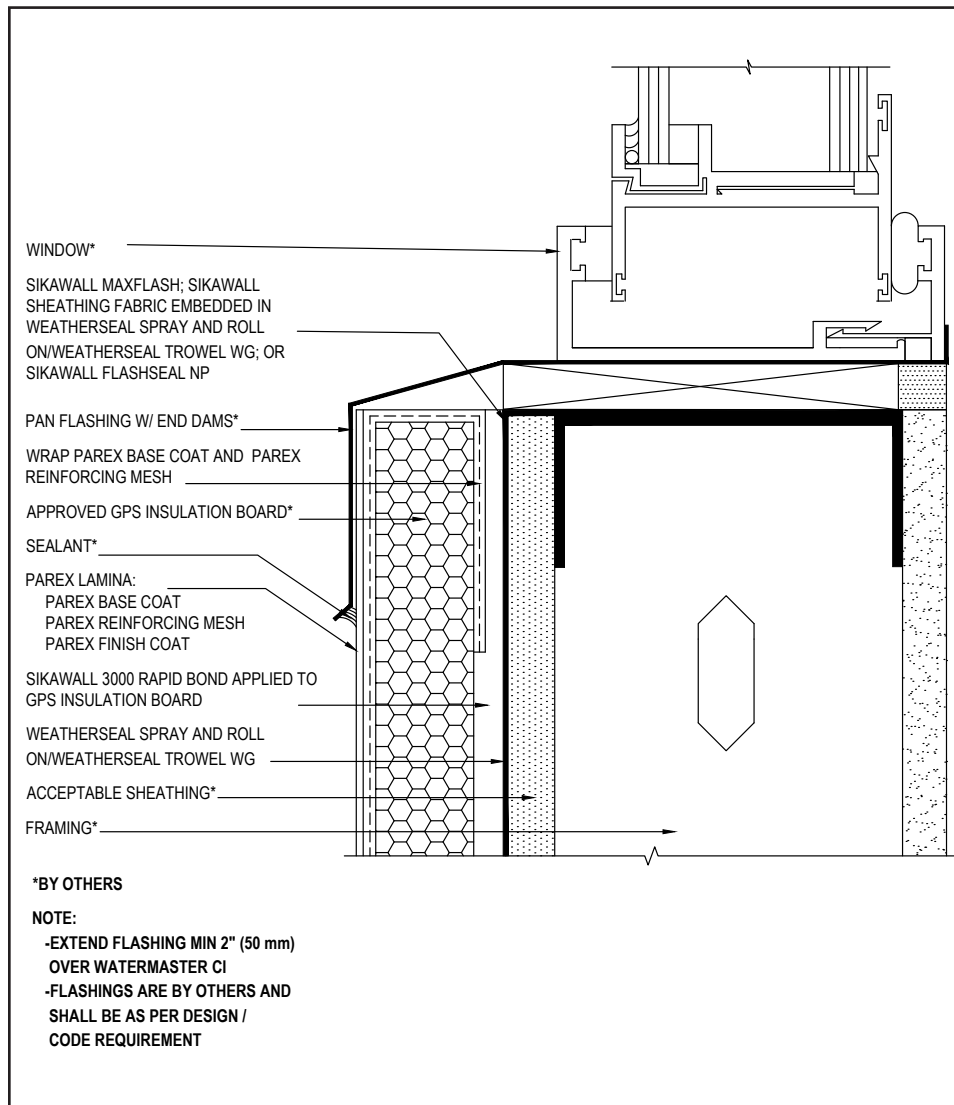 WINDOW*
SIKAWALL MAXFLASH; SIKAWALL
SHEATHING FABRIC EMBEDDED IN
WEATHERSEAL SPRAY AND ROLL
ON/WEATHERSEAL TROWEL WG; OR
SIKAWALL FLASHSEAL NP
PAN FLASHING W/ END DAMS*
WRAP PAREX BASE COAT AND PAREX
REINFORCING MESH
APPROVED GPS INSULATION BOARD*
SEALANT*
PAREX LAMINA:
PAREX BASE COAT
PAREX REINFORCING MESH
PAREX FINISH COAT
SIKAWALL 3000 RAPID BOND APPLIED TO
GPS INSULATION BOARD
WEATHERSEAL SPRAY AND ROLL
ON/WEATHERSEAL TROWEL WG
ACCEPTABLE SHEATHING*
FRAMING*
*BY OTHERS
NOTE:
-EXTEND FLASHING MIN 2" (50 mm)
OVER WATERMASTER CI
-FLASHINGS ARE BY OTHERS AND
SHALL BE AS PER DESIGN /
CODE REQUIREMENT